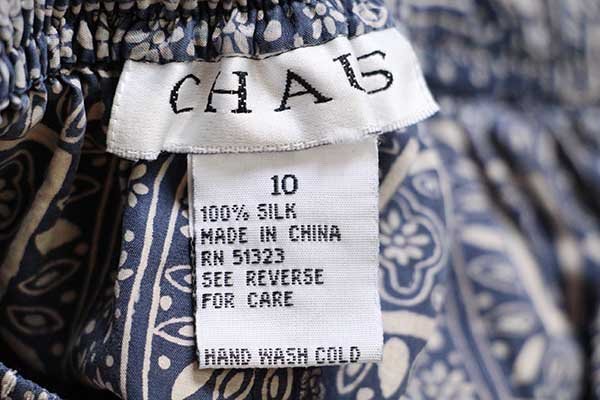 CHAUS
10
100% SILK
MADE IN CHINA
RN 51323
SEE REVERSE
FOR CARE
HAND WASH COLD